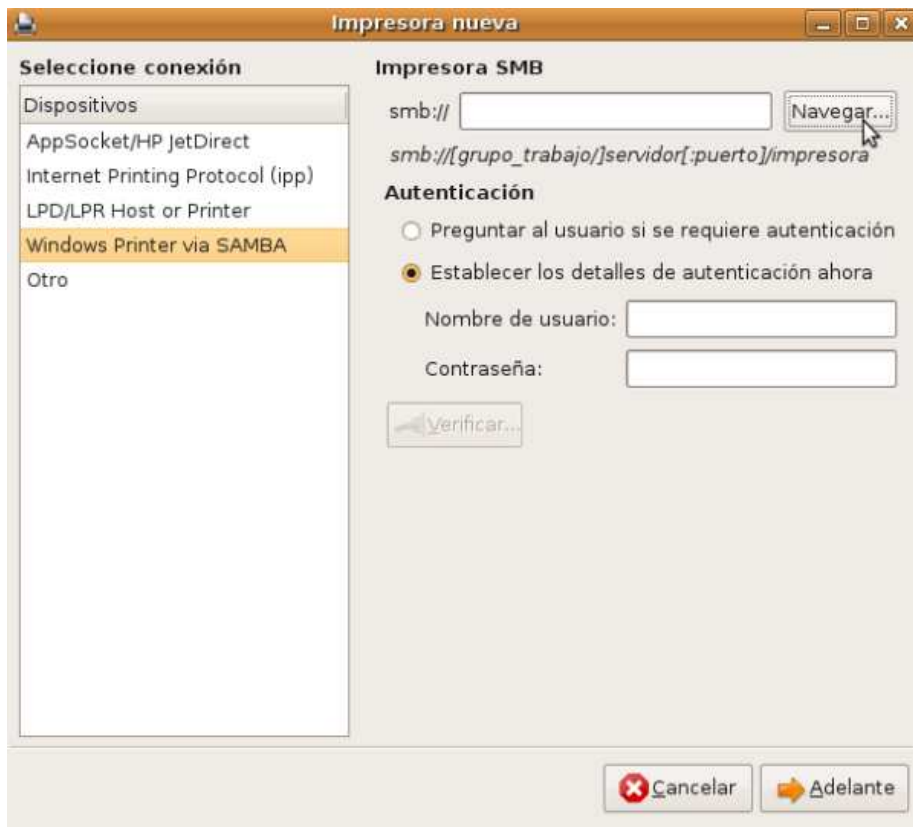 Impresora nueva
Seleccione conexión
Dispositivos
AppSocket/HP JetDirect
Internet Printing Protocol (ipp)
LPD/LPR Host or Printer
Windows Printer via SAMBA
Otro
Impresora SMB
smb:// Navegar...
smb://[grupo_trabajo/]servidor[:puerto]/impresora
Autenticación
Preguntar al usuario si se requiere autenticación
Establecer los detalles de autenticación ahora
Nombre de usuario:
Contraseña:
Verificar...
Cancelar Adelante